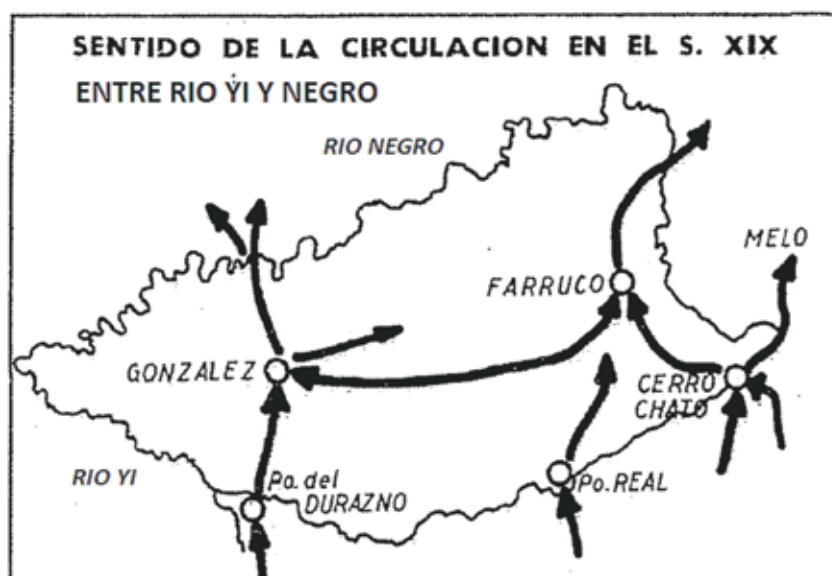 SENTIDO DE LA CIRCULACION EN EL S. XIX
ENTRE RIO YI Y NEGRO
RIO NEGRO
MELO
FARRUCO
GONZALEZ
CERRO
CHATO
RIO YI
Pa. del
DURAZNO
Po. REAL